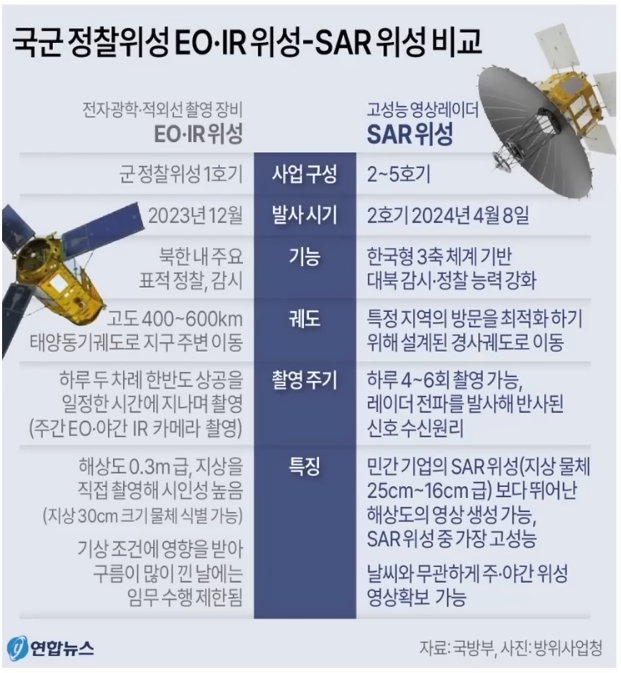 국군 정찰위성 EO·IR 위성-SAR 위성 비교
전자광학·적외선 촬영 장비
EO·IR 위성
고성능 영상레이더
SAR 위성
군 정찰위성 1호기
사업 구성
2~5호기
2023년 12월
발사 시기
2호기 2024년 4월 8일
북한 내 주요
표적 정찰, 감시
기능
한국형 3축 체계 기반
대북 감시·정찰 능력 강화
고도 400~600km
태양동기궤도로 지구 주변 이동
궤도
특정 지역의 방문을 최적화 하기
위해 설계된 경사궤도로 이동
하루 두 차례 한반도 상공을
일정한 시간에 지나며 촬영
(주간 EO·야간 IR 카메라 촬영)
촬영 주기
하루 4~6회 촬영 가능,
레이더 전파를 발사해 반사된
신호 수신원리
해상도 0.3m 급, 지상을
직접 촬영해 시인성 높음
(지상 30cm 크기 물체 식별 가능)
기상 조건에 영향을 받아
구름이 많이 낀 날에는
임무 수행 제한됨
특징
민간 기업의 SAR 위성(지상 물체
25cm~16cm 급) 보다 뛰어난
해상도의 영상 생성 가능,
SAR 위성 중 가장 고성능
날씨와 무관하게 주·야간 위성
영상확보 가능
연합뉴스
자료: 국방부, 사진: 방위사업청